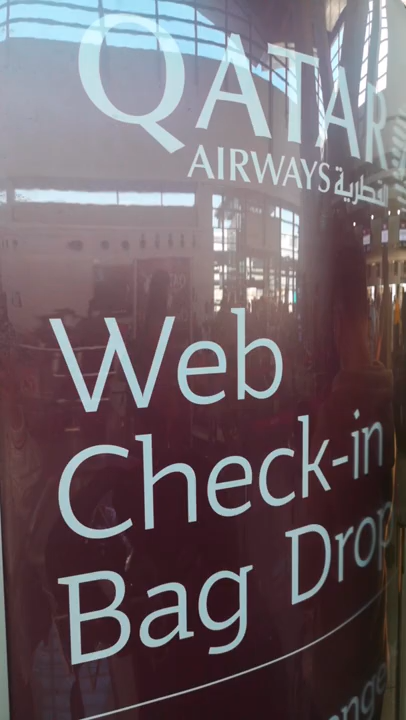 QATAR
AIRWAYS القطرية
Web
Check-in
Bag Drop